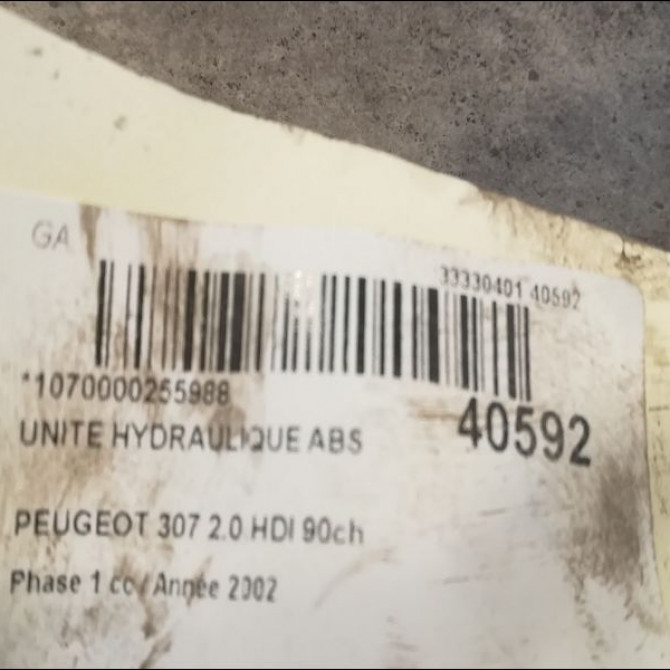 GA
33330401 40592
*1070000255988
40592
UNITE HYDRAULIQUE ABS
PEUGEOT 307 2.0 HDI 90ch
Phase 1 cc / Année 2002